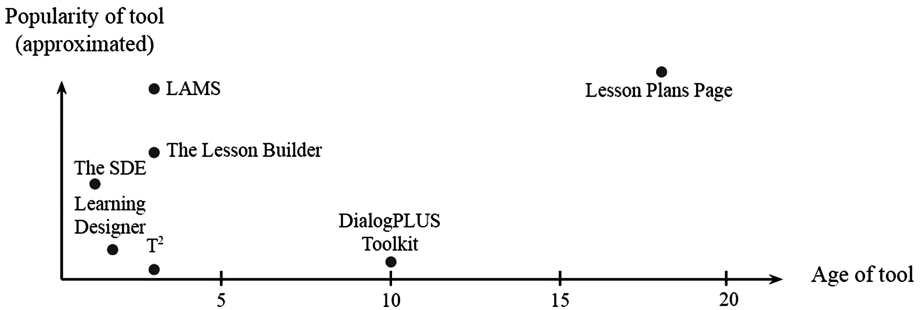 Popularity of tool
(approximated)
LAMS
Lesson Plans Page
The Lesson Builder
The SDE
Learning
Designer
T²
DialogPLUS
Toolkit
Age of tool
5
10
15
20